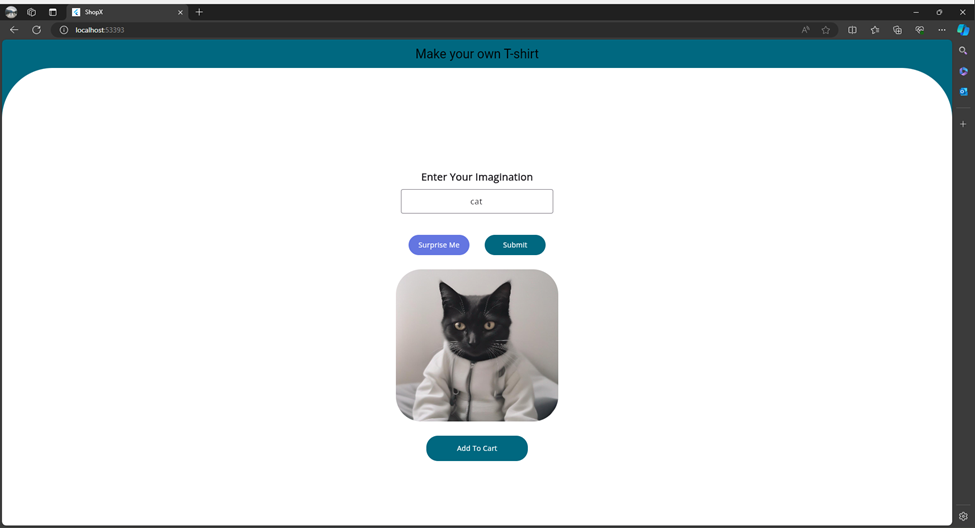 ShopX
localhost:53393
Make your own T-shirt
Enter Your Imagination
cat
Surprise Me
Submit
Add To Cart